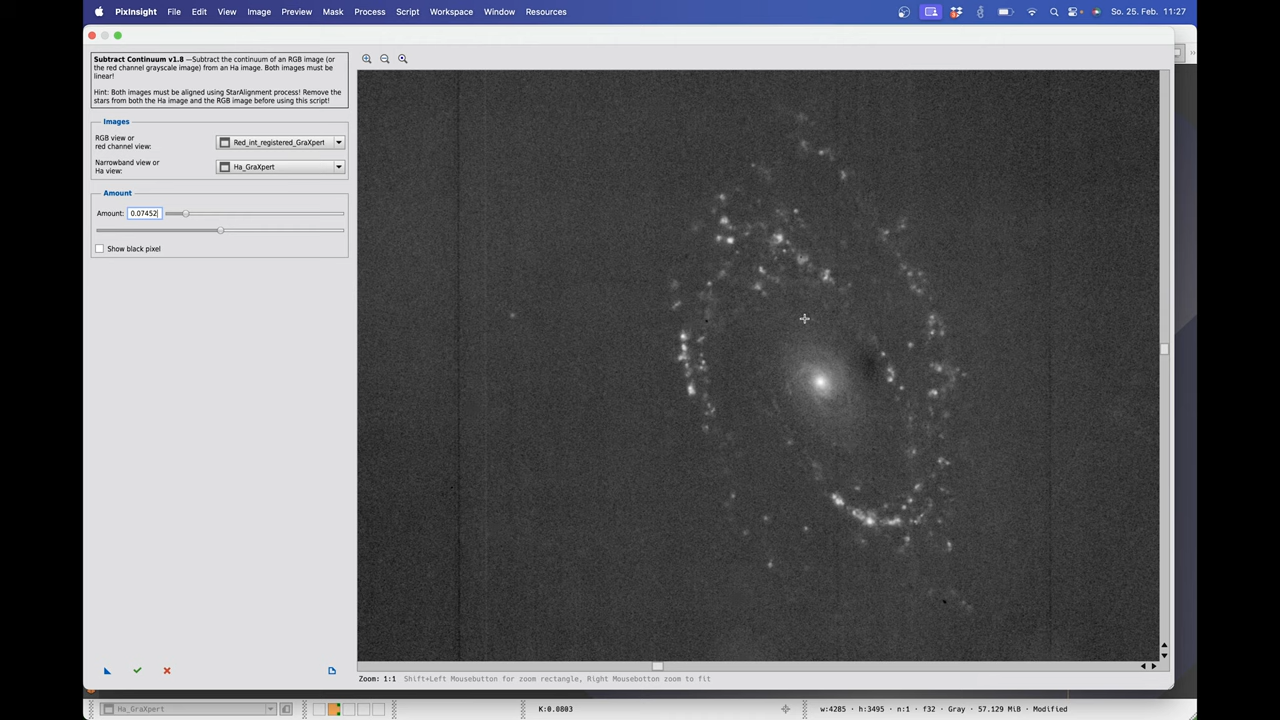 PixInsight File Edit View Image Preview Mask Process Script Workspace Window Resources So. 25. Feb. 11:27
Subtract Continuum v1.8 —Subtract the continuum of an RGB image (or
the red channel grayscale image) from an Ha image. Both images must be
linear!
Hint: Both images must be aligned using StarAlignment process! Remove the
stars from both the Ha image and the RGB image before using this script!
Images
RGB view or
red channel view:
Red_int_registered_GraXpert
Narrowband view or
Ha view:
Ha_GraXpert
Amount
Amount: 0.07452
Show black pixel
Zoom: 1:1 Shift+Left Mousebutton for zoom rectangle, Right Mousebotton zoom to fit
Ha_GraXpert K:0.0803 w:4285 · h:3495 · n:1 · f32 · Gray · 57.129 MiB · Modified